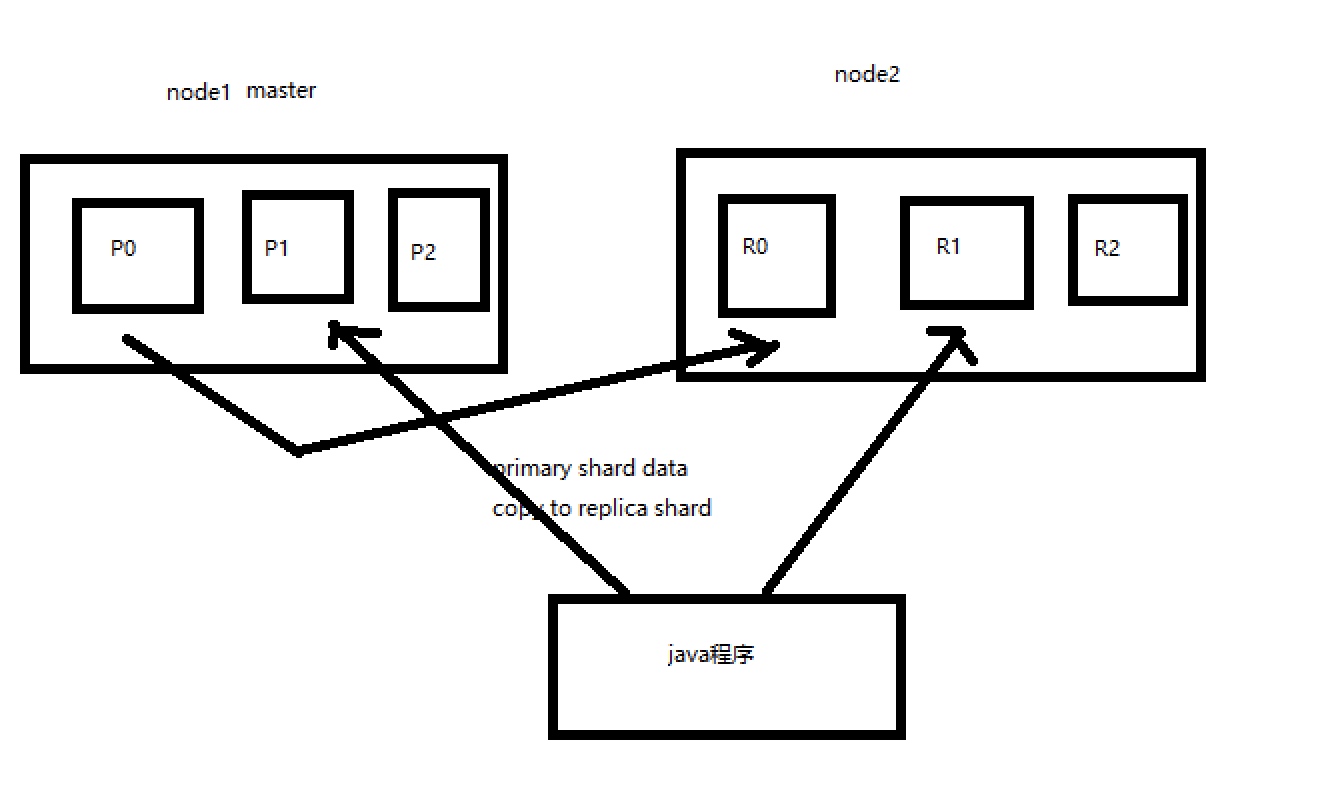 node1 master
node2
P0
P1
P2
R0
R1
R2
primary shard data
copy to replica shard
java程序